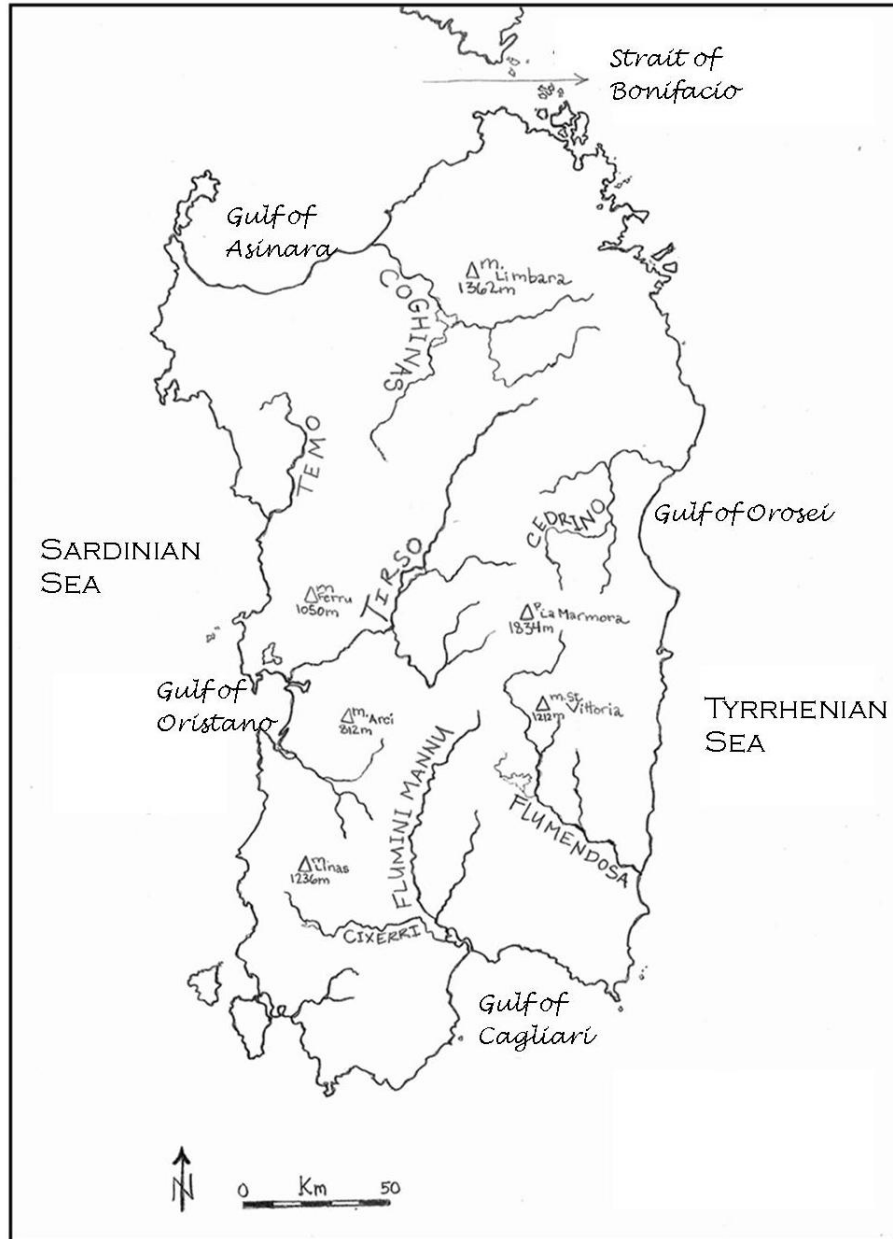 Strait of
Bonifacio
Gulf of
Asinara
M.
Limbara
1362m
COGHINAS
TEMO
CEDRINO
Gulf of Orosei
SARDINIAN
SEA
TIRSO
m
Ferru
1050m
P. La Marmora
1834m
Gulf of
Oristano
m. St.
Vittoria
1212m
m. Arci
812m
TYRRHENIAN
SEA
FLUMINI MANNU
FLUMENDOSA
m
Linas
1236m
CIXERRI
Gulf of
Cagliari
N
0 Km 50